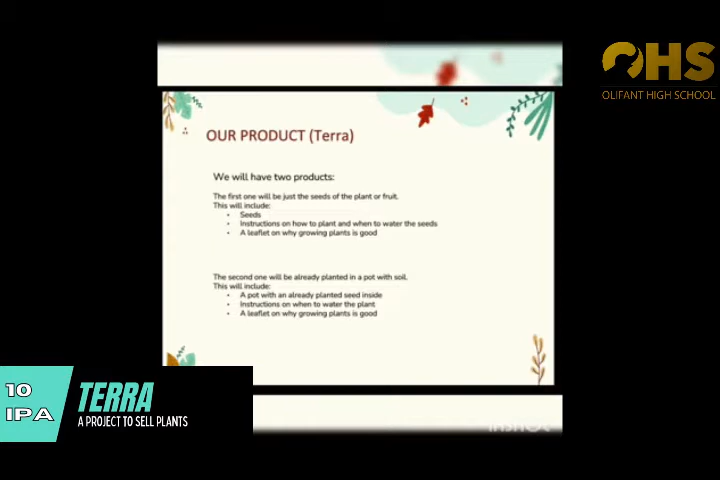 OHS
OLIFANT HIGH SCHOOL
OUR PRODUCT (Terra)
We will have two products:
The first one will be just the seeds of the plant or fruit.
This will include:
• Seeds
• Instructions on how to plant and when to water the seeds
• A leaflet on why growing plants is good
The second one will be already planted in a pot with soil.
This will include:
• A pot with an already planted seed inside
• Instructions on when to water the plant
• A leaflet on why growing plants is good
10
IPA
TERRA
A PROJECT TO SELL PLANTS